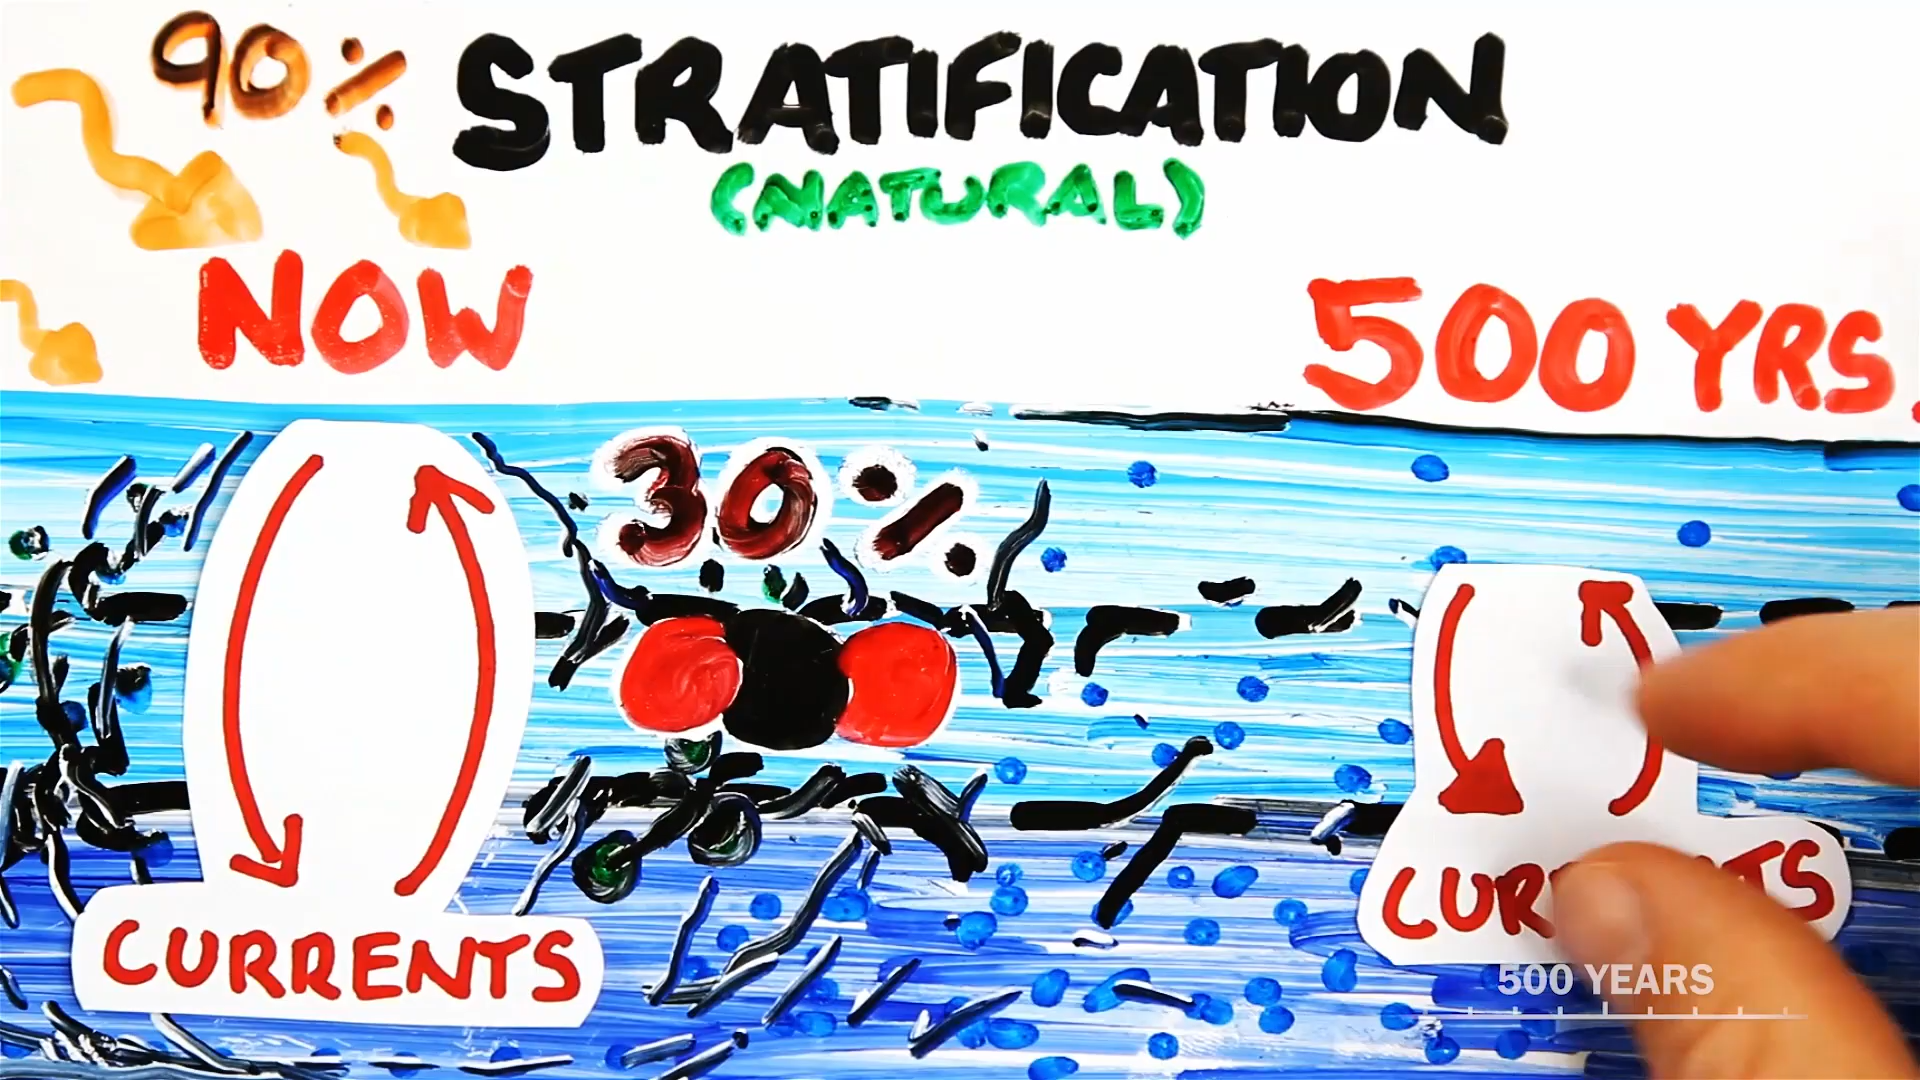 90%
STRATIFICATION
(NATURAL)
NOW
500 YRS.
30%
CURRENTS
500 YEARS